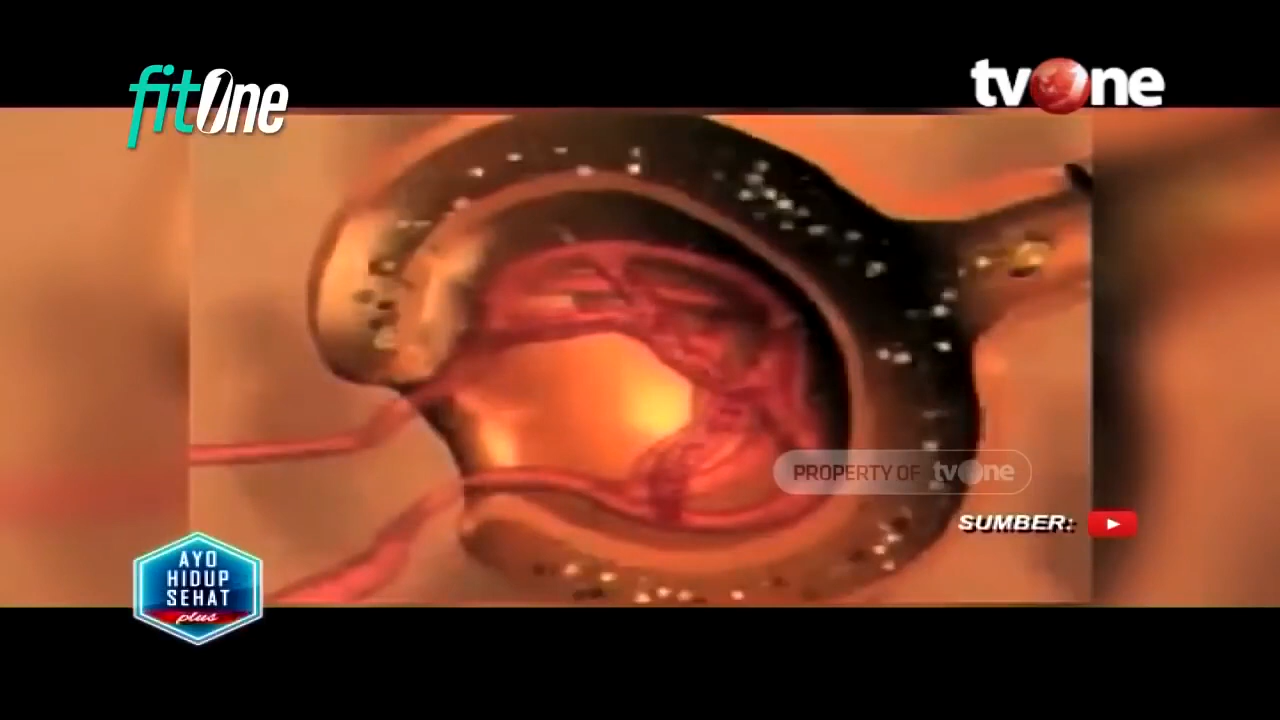 fitOne
tvOne
PROPERTY OF tvOne
SUMBER:
AYO
HIDUP
SEHAT
plus